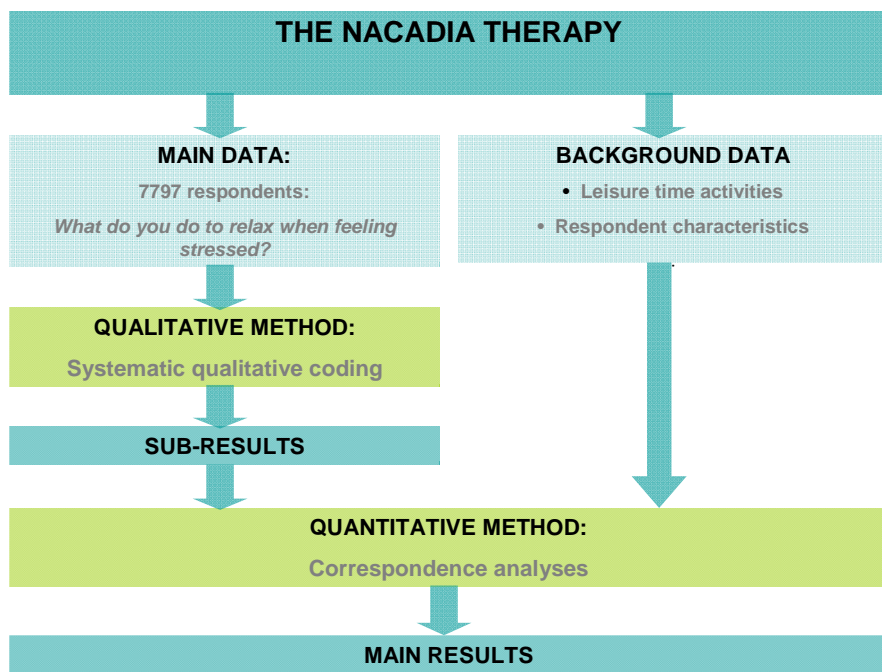 THE NACADIA THERAPY
MAIN DATA:
7797 respondents:
What do you do to relax when feeling
stressed?
BACKGROUND DATA
• Leisure time activities
• Respondent characteristics
.
QUALITATIVE METHOD:
Systematic qualitative coding
SUB-RESULTS
QUANTITATIVE METHOD:
Correspondence analyses
MAIN RESULTS